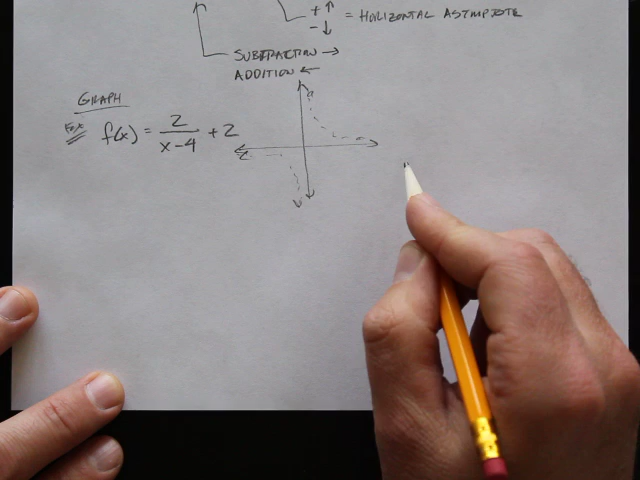 + ↑
- ↓ = HORIZONTAL ASYMPTOTE
SUBTRACTION →
ADDITION ←
GRAPH
Ex f(x) = 2/(x-4) + 2